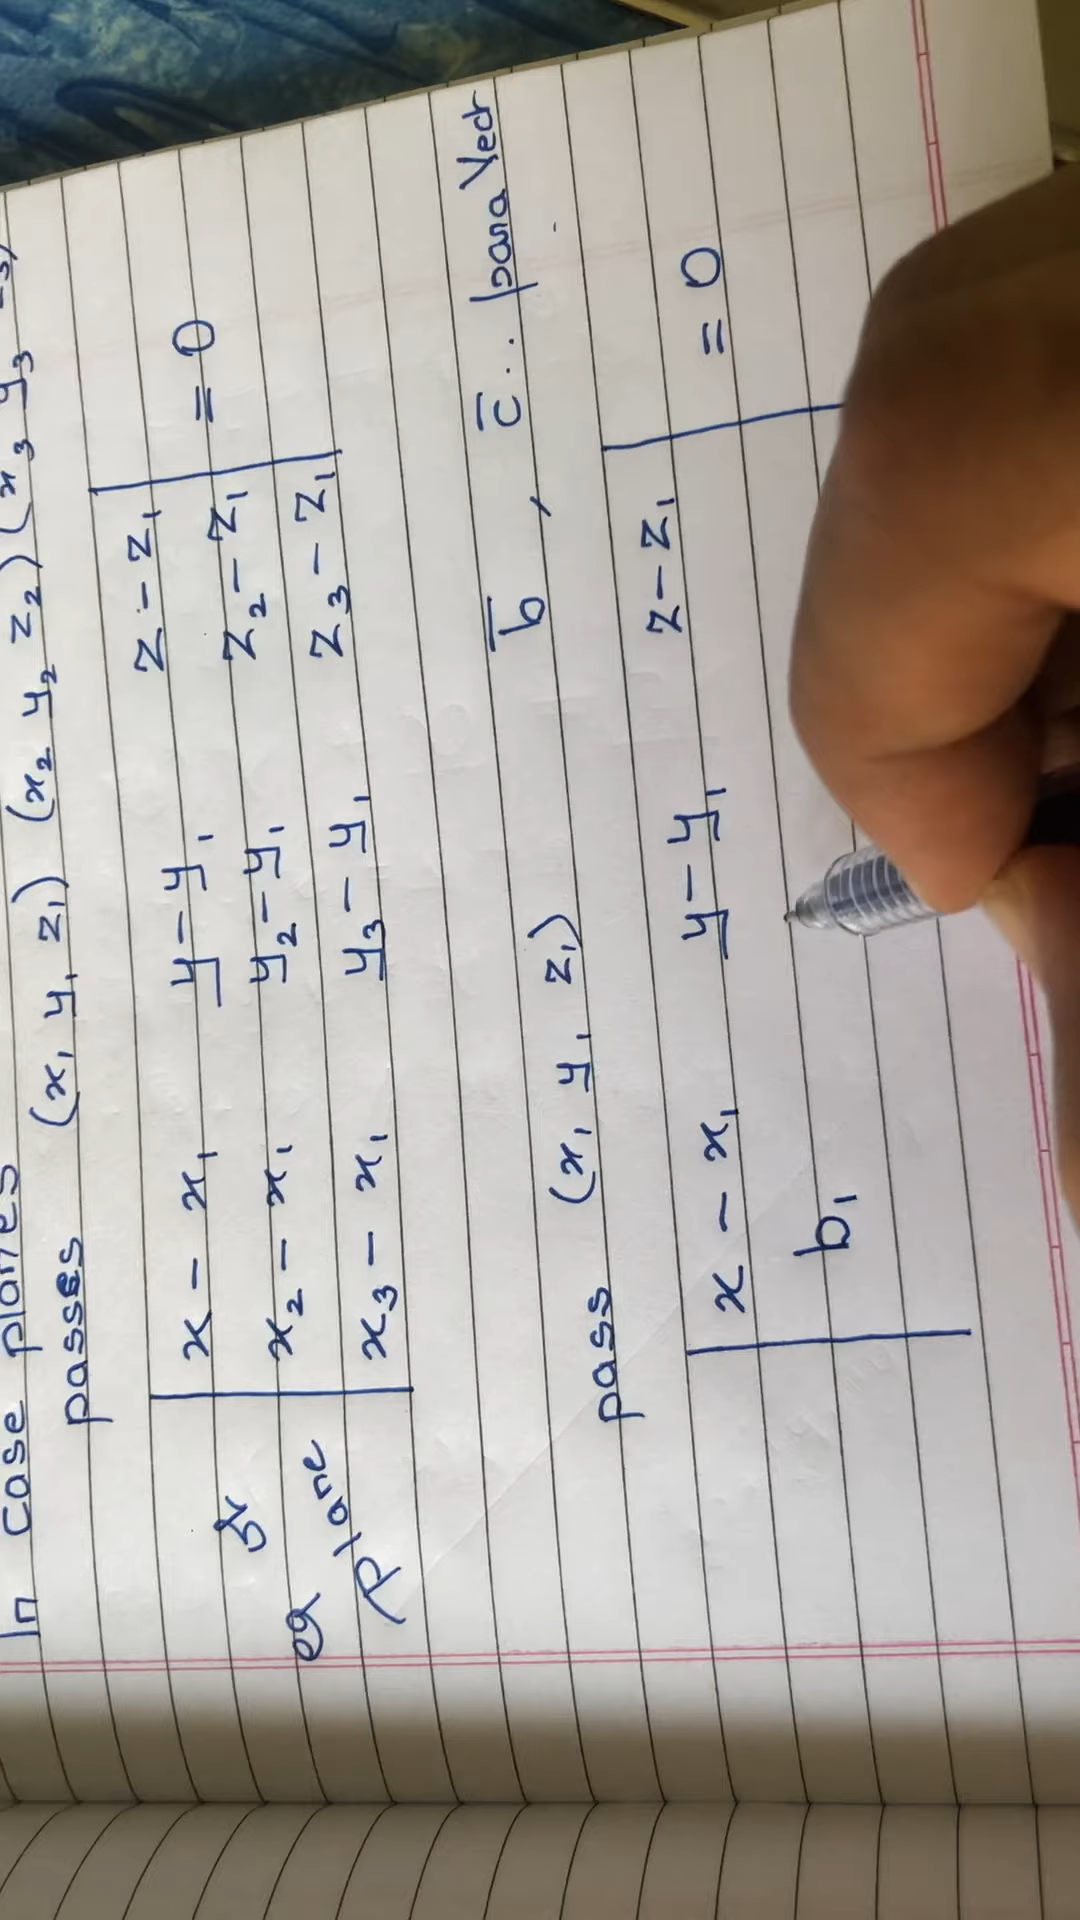 In case planes
passes (x₁ y₁ z₁) (x₂ y₂ z₂) (x₃ y₃
| x - x₁ y - y₁ z - z₁ |
| x₂ - x₁ y₂ - y₁ z₂ - z₁ | = 0
| x₃ - x₁ y₃ - y₁ z₃ - z₁ |
eq
plane
pass (x₁ y₁ z₁) b̅ , c̅ .. para Vect
| x - x₁ y - y₁ z - z₁ | = 0
b₁